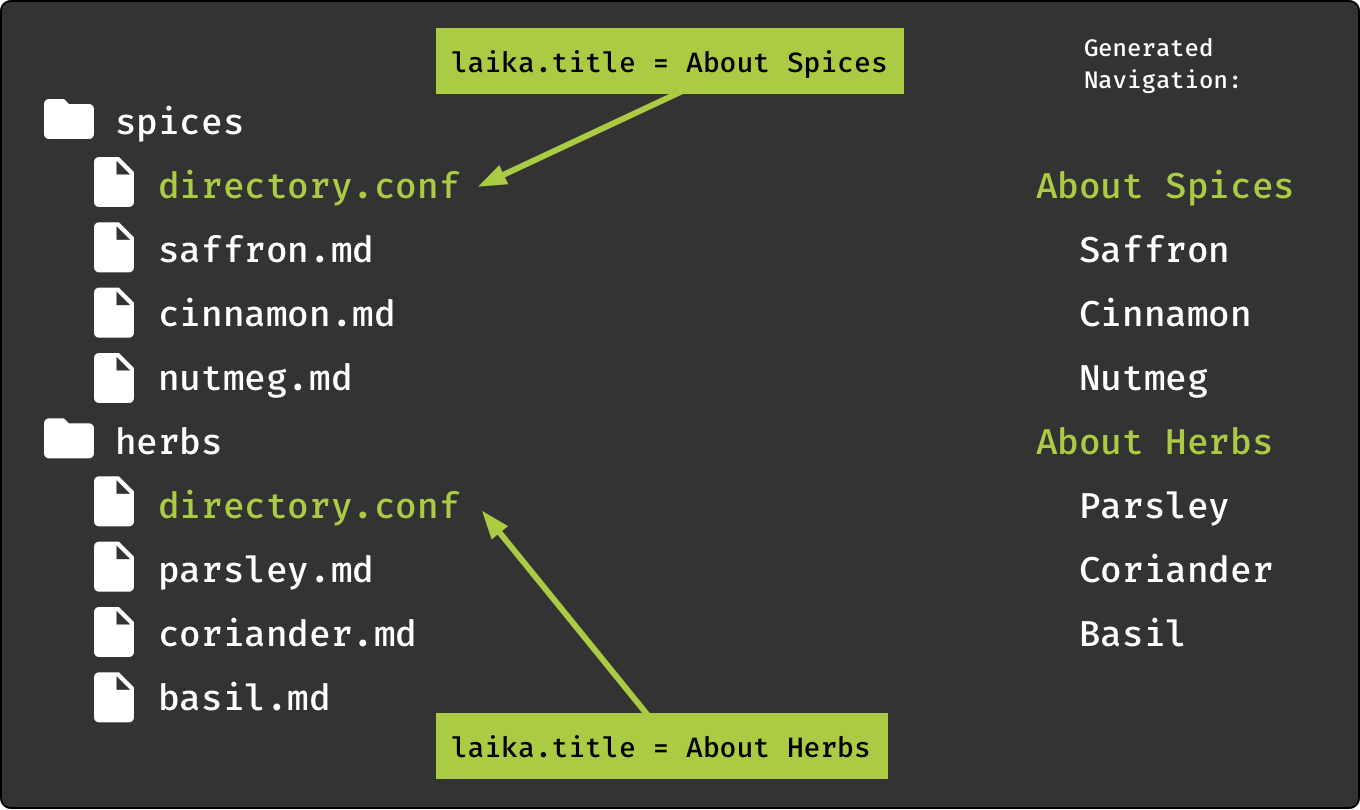 laika.title = About Spices
Generated
Navigation:
spices
directory.conf
About Spices
saffron.md
Saffron
cinnamon.md
Cinnamon
nutmeg.md
Nutmeg
herbs
About Herbs
directory.conf
Parsley
parsley.md
Coriander
coriander.md
Basil
basil.md
laika.title = About Herbs